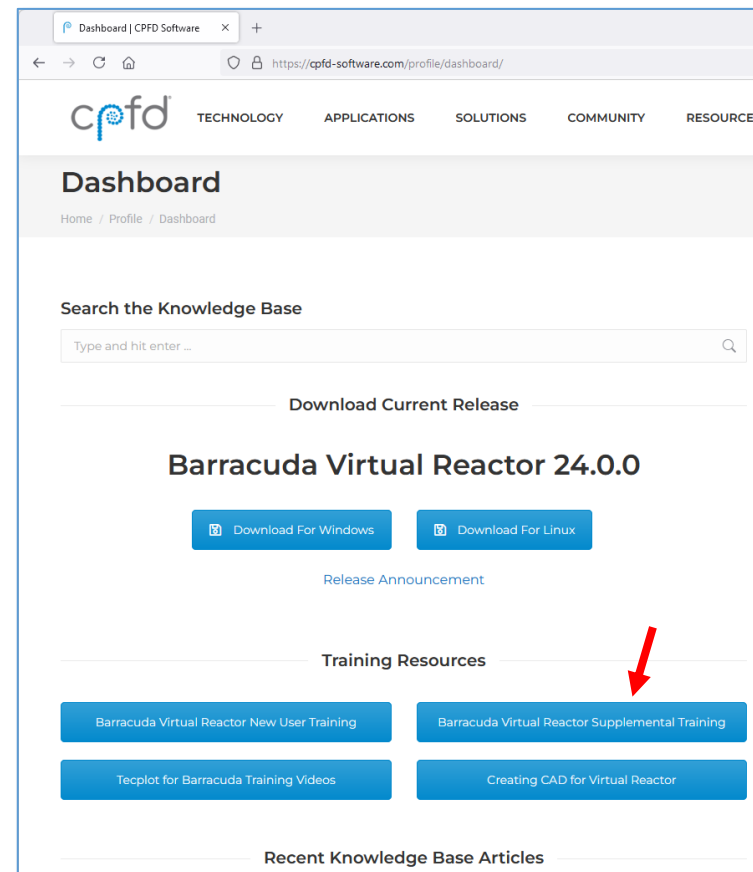 Dashboard | CPFD Software
https://cpfd-software.com/profile/dashboard/
cpfd TECHNOLOGY APPLICATIONS SOLUTIONS COMMUNITY RESOURCE
Dashboard
Home / Profile / Dashboard
Search the Knowledge Base
Type and hit enter ...
Download Current Release
Barracuda Virtual Reactor 24.0.0
Download For Windows Download For Linux
Release Announcement
Training Resources
Barracuda Virtual Reactor New User Training Barracuda Virtual Reactor Supplemental Training
Tecplot for Barracuda Training Videos Creating CAD for Virtual Reactor
Recent Knowledge Base Articles